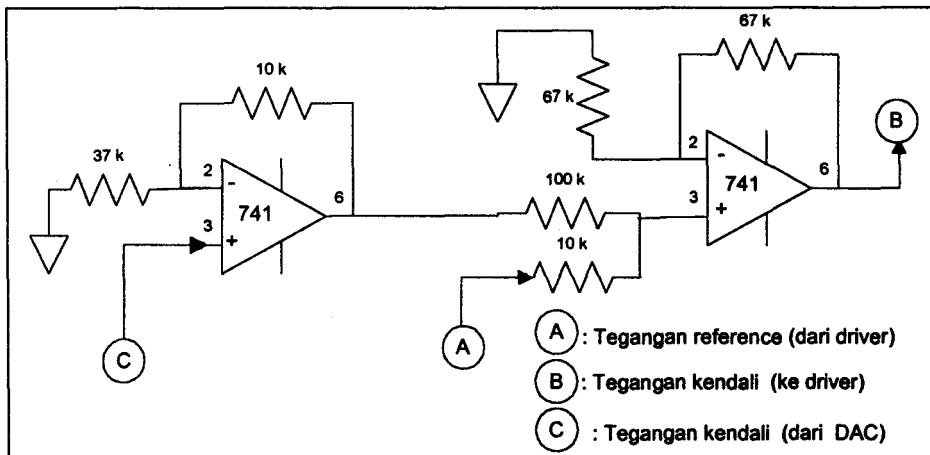 67 k
10 k
67 k
B
37 k
2
-
741
6
3
+
2
-
741
6
3
+
100 k
10 k
C
A
A : Tegangan reference (dari driver)
B : Tegangan kendali (ke driver)
C : Tegangan kendali (dari DAC)